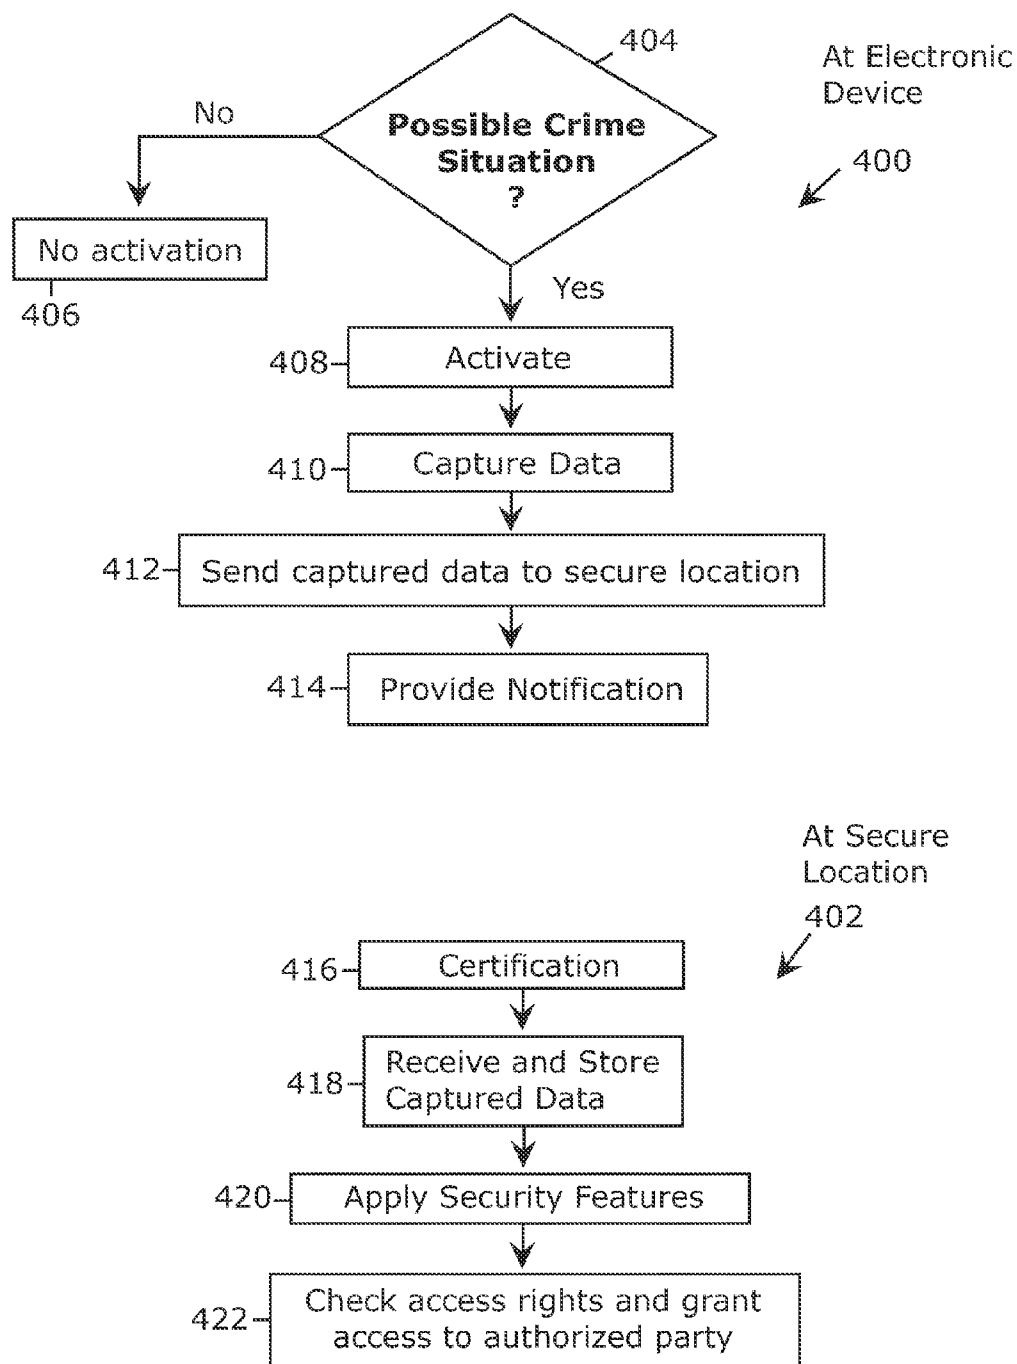 404
At Electronic
Device
400
No
Possible Crime
Situation
?
No activation
406
Yes
408
Activate
410
Capture Data
412
Send captured data to secure location
414
Provide Notification
At Secure
Location
402
416
Certification
418
Receive and Store
Captured Data
420
Apply Security Features
422
Check access rights and grant
access to authorized party